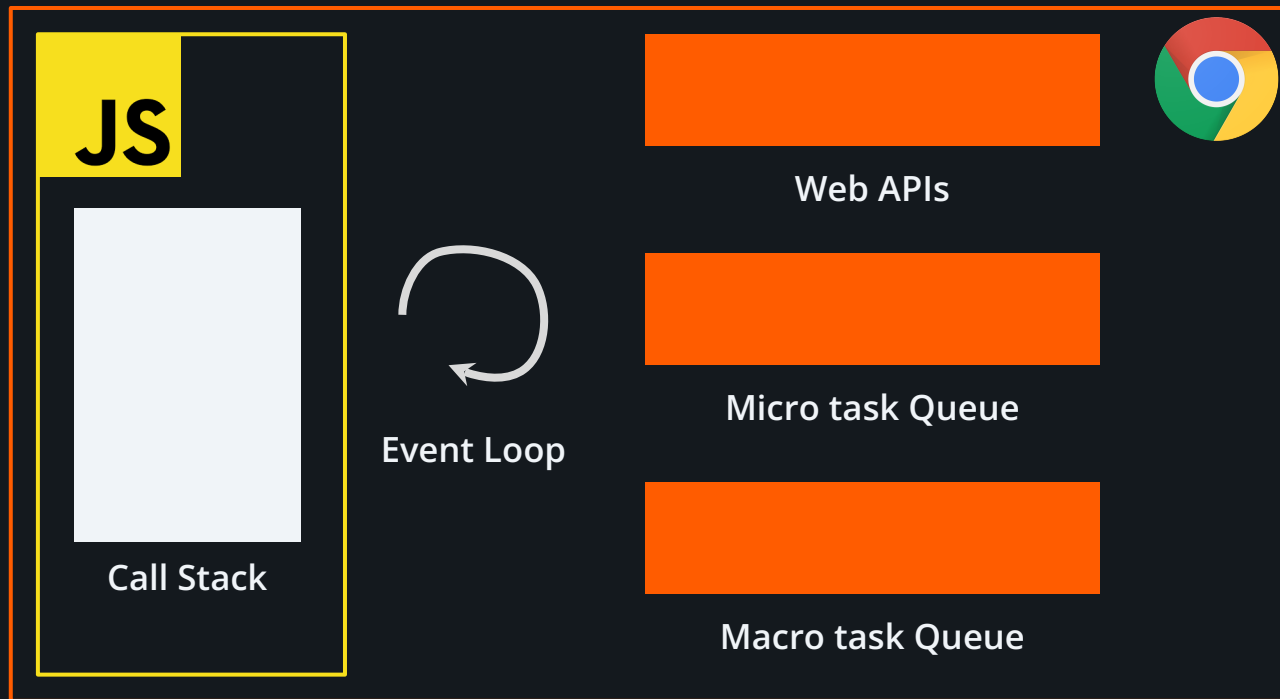 JS
Web APIs
Micro task Queue
Event Loop
Call Stack
Macro task Queue